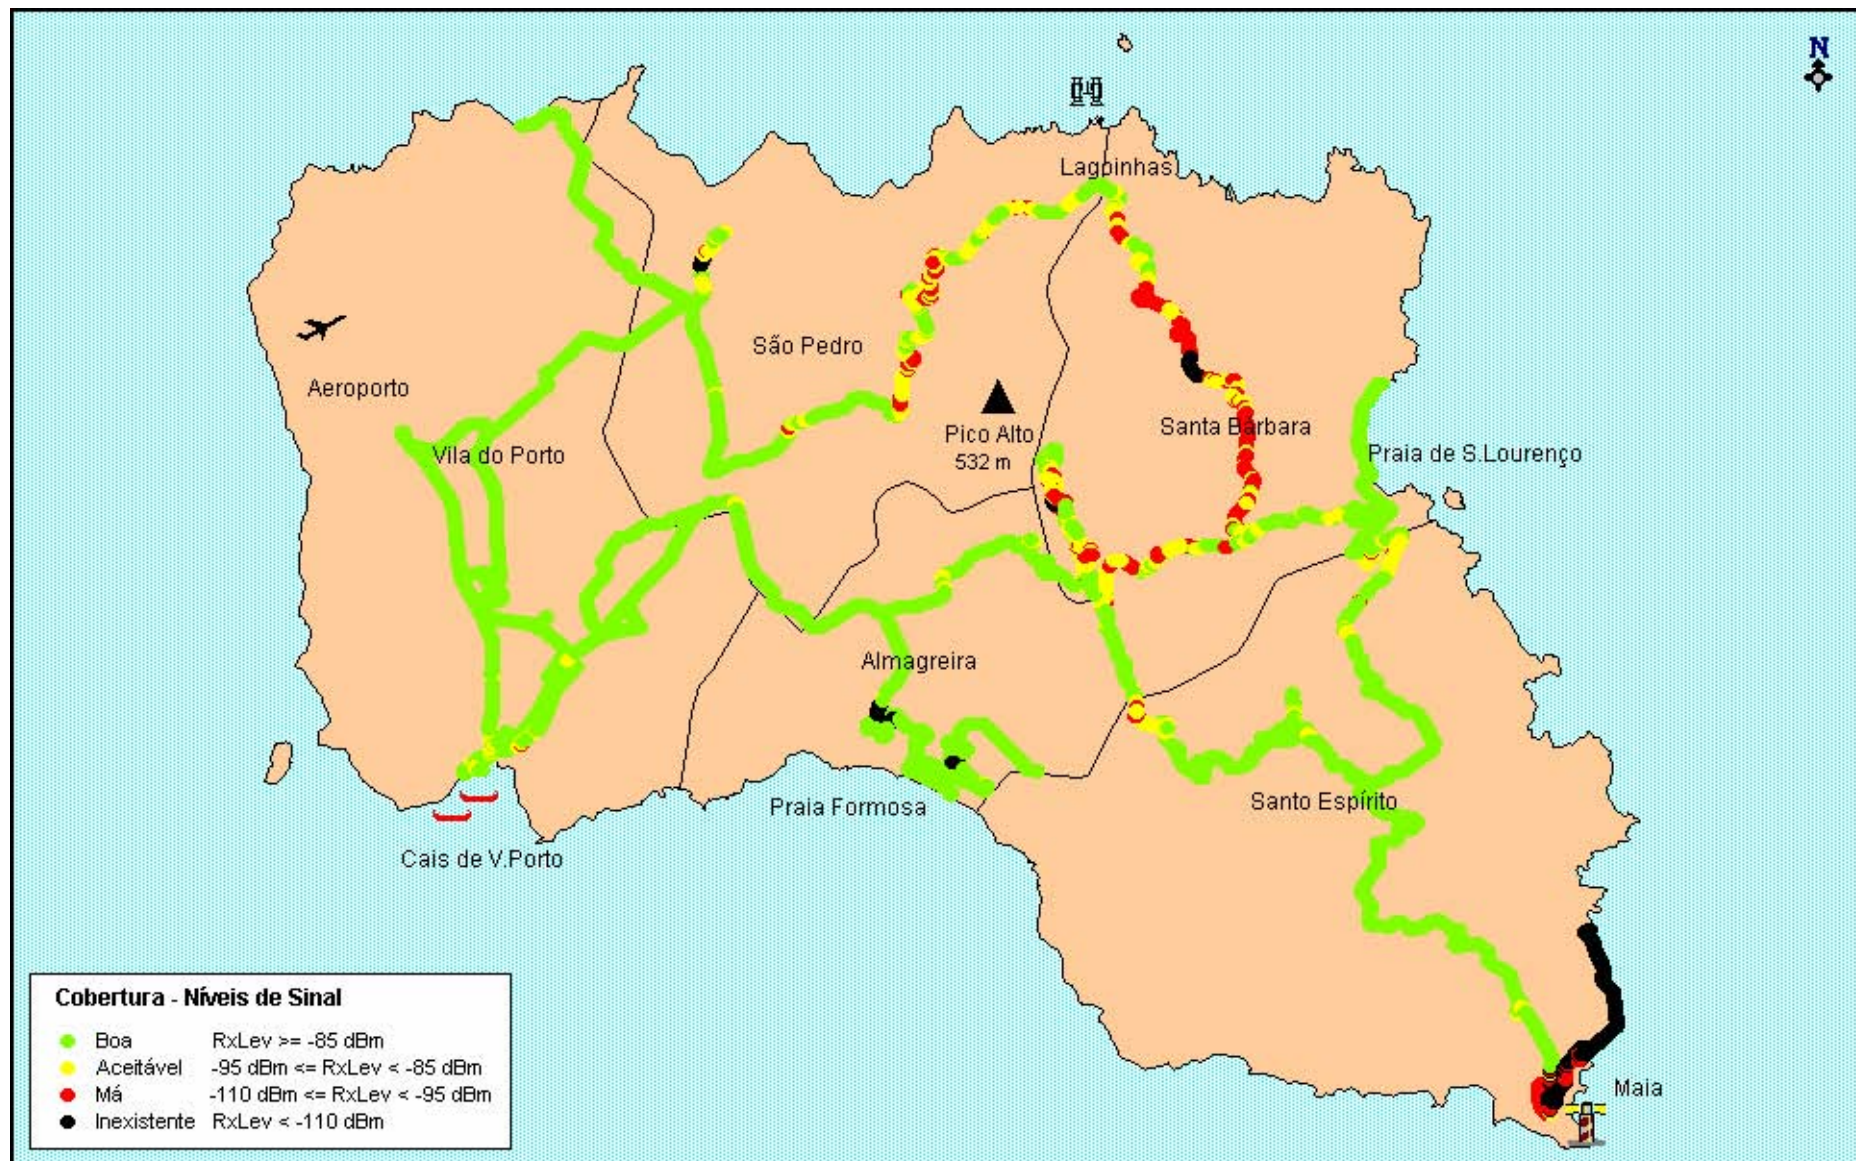 N
Lagoinhas
São Pedro
Aeroporto
Pico Alto
532 m
Santa Bárbara
Vila do Porto
Praia de S.Lourenço
Almagreira
Praia Formosa
Santo Espírito
Cais de V.Porto
Maia
Cobertura - Níveis de Sinal
Boa RxLev >= -85 dBm
Aceitável -95 dBm <= RxLev < -85 dBm
Má -110 dBm <= RxLev < -95 dBm
Inexistente RxLev < -110 dBm